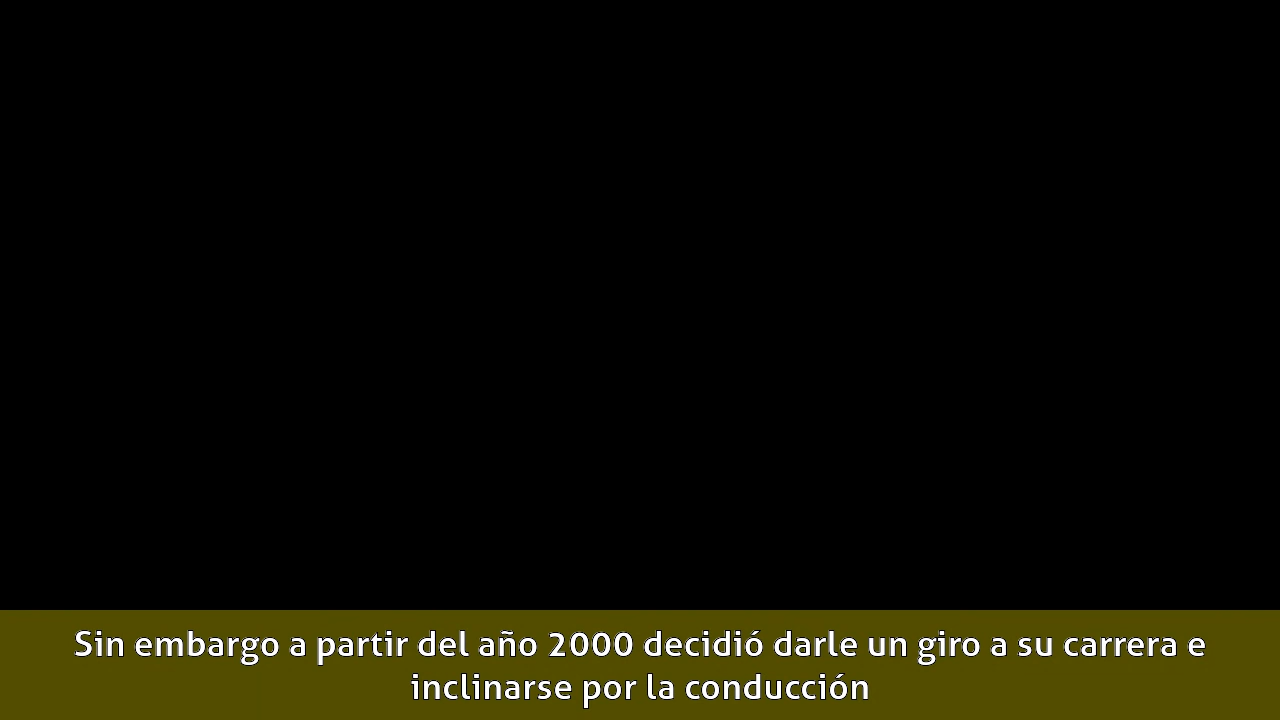 Sin embargo a partir del año 2000 decidió darle un giro a su carrera e
inclinarse por la conducción